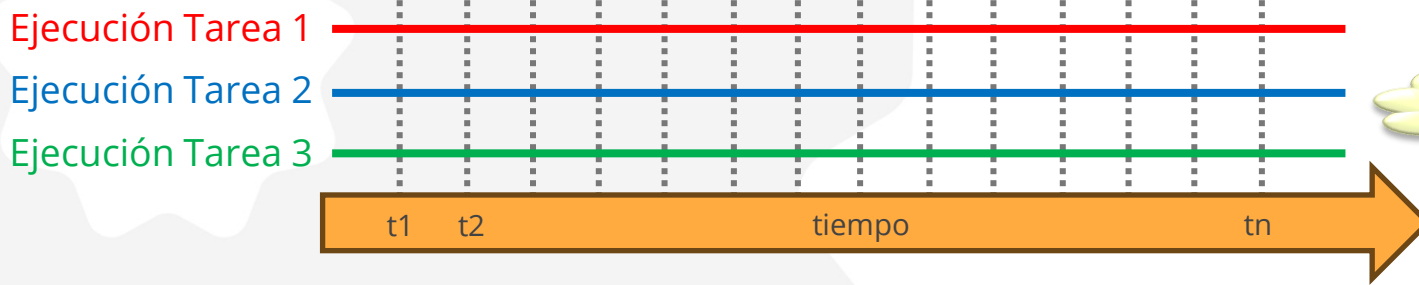 Ejecución Tarea 1
Ejecución Tarea 2
Ejecución Tarea 3
t1 t2 tiempo tn